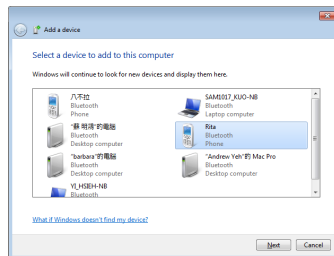 Add a device
Select a device to add to this computer
Windows will continue to look for new devices and display them here.
八不拉
Bluetooth
Phone
SAM1017_KUO-NB
Bluetooth
Laptop computer
"蘇 明清"的電腦
Bluetooth
Desktop computer
Rita
Bluetooth
Phone
"barbara"的電腦
Bluetooth
Desktop computer
"Andrew Yeh"的 Mac Pro
Bluetooth
Desktop computer
YI_HSIEH-NB
Bluetooth
What if Windows doesn't find my device?
Next
Cancel